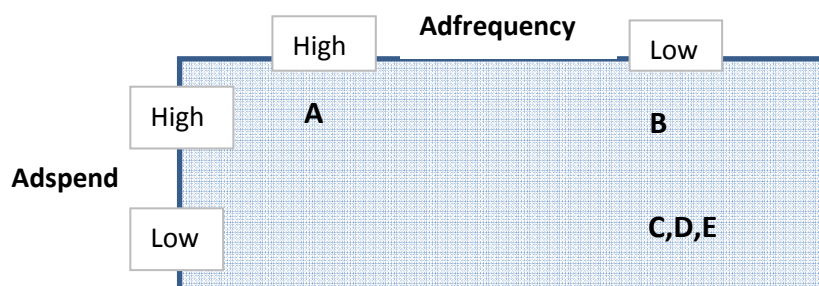 Adfrequency
High
Low
High
A
B
Adspend
Low
C,D,E